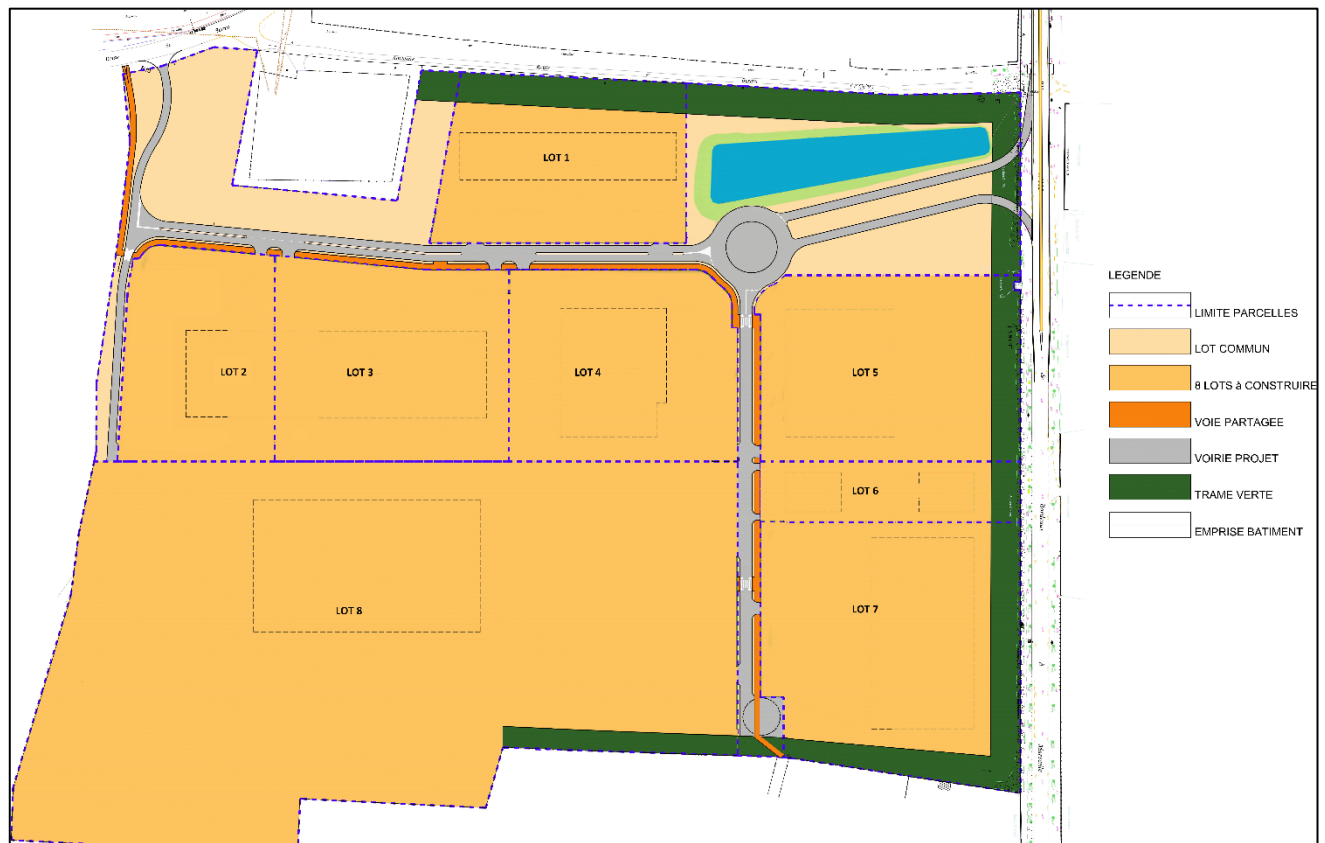 LOT 1
LOT 2
LOT 3
LOT 4
LOT 5
LOT 6
LOT 7
LOT 8
LEGENDE
LIMITE PARCELLES
LOT COMMUN
8 LOTS à CONSTRUIRE
VOIE PARTAGEE
VOIRIE PROJET
TRAME VERTE
EMPRISE BATIMENT